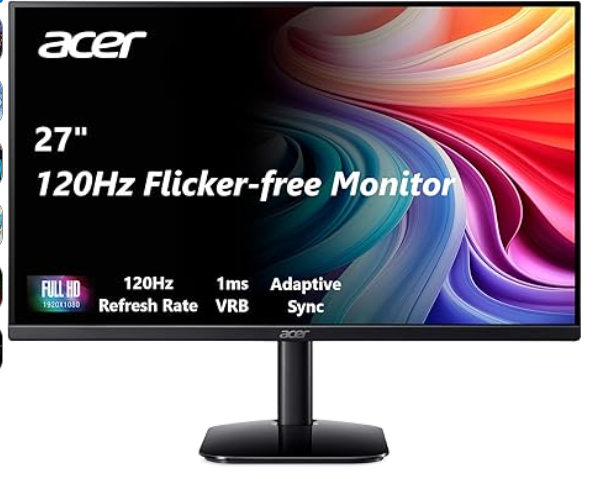 acer
27"
120Hz Flicker-free Monitor
FULL HD
1920X1080
120Hz
Refresh Rate
1ms
VRB
Adaptive
Sync
acer